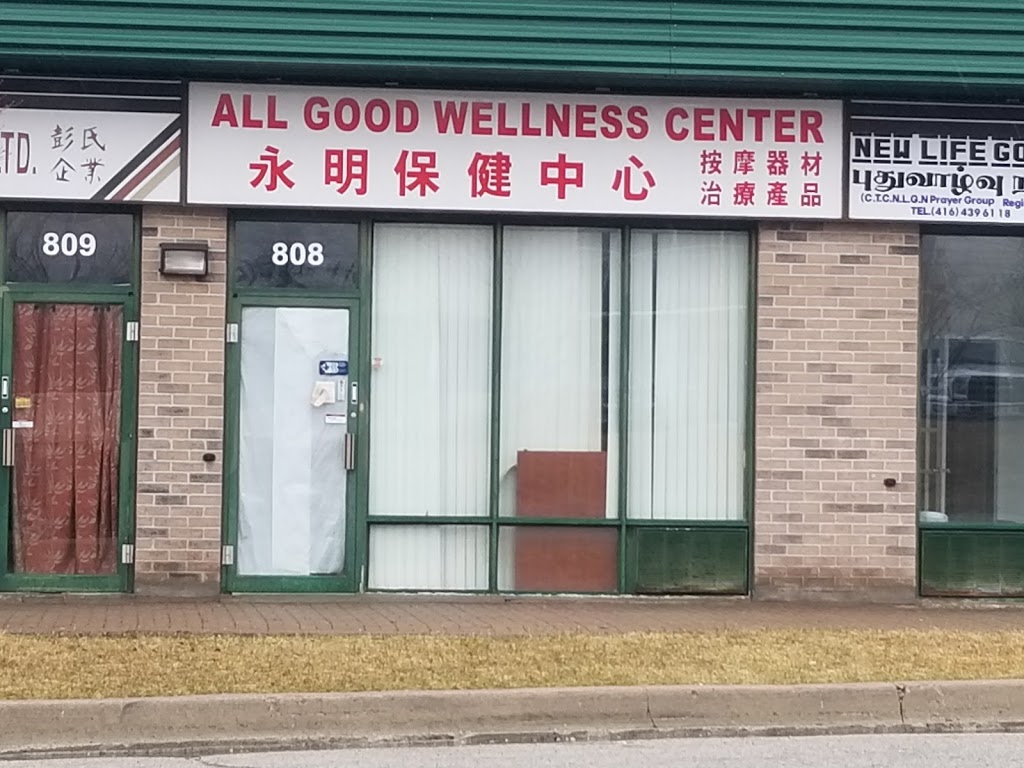 LTD. 彭氏
企業
809
ALL GOOD WELLNESS CENTER
永明保健中心
按摩器材
治療產品
808
NEW LIFE GO
புதுவாழ்வு
(C.T.C.N.L.G.N Prayer Group Regi
TEL.(416) 439 61 18